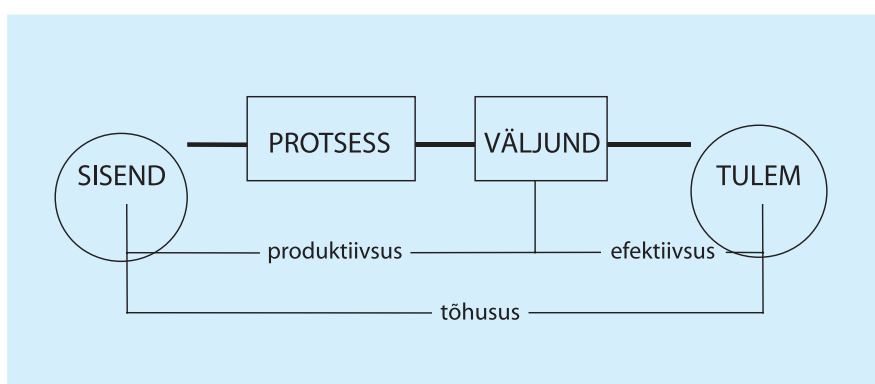 PROTSESS
VÄLJUND
SISEND
TULEM
produktiivsus
efektiivsus
tõhusus